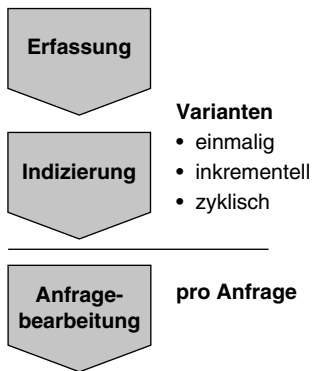 Erfassung
Indizierung
Varianten
• einmalig
• inkrementell
• zyklisch
Anfrage-
bearbeitung
pro Anfrage